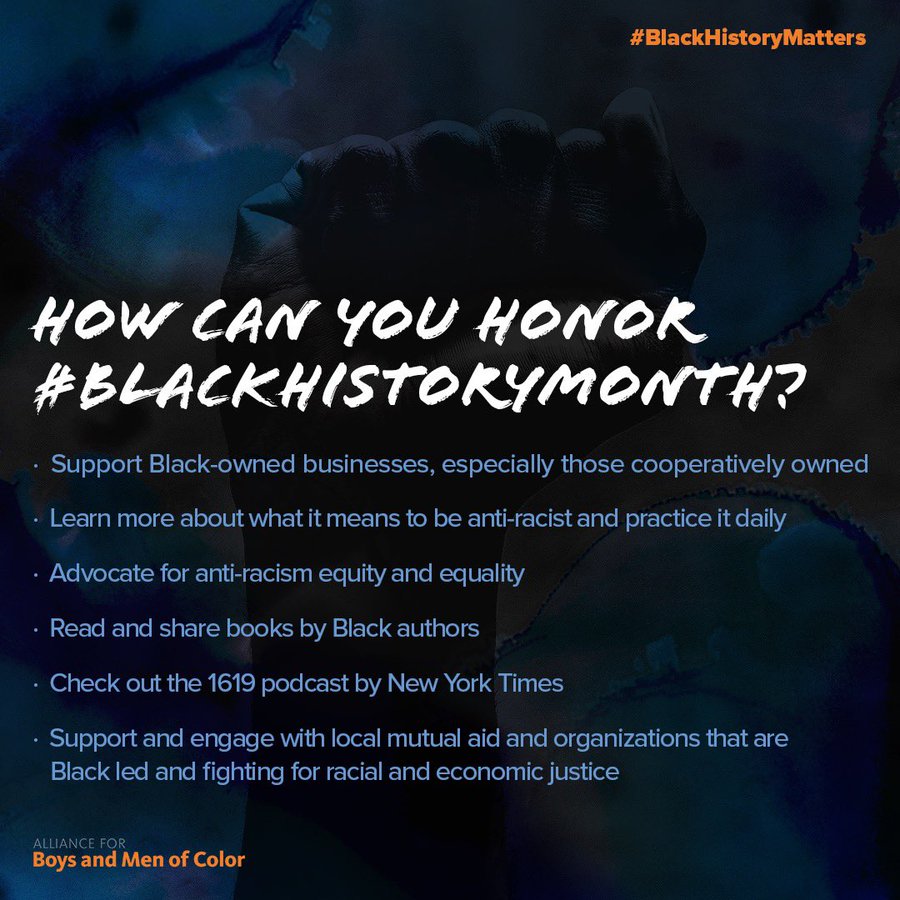 #BlackHistoryMatters
HOW CAN YOU HONOR
#BLACKHISTORYMONTH?
· Support Black-owned businesses, especially those cooperatively owned
· Learn more about what it means to be anti-racist and practice it daily
· Advocate for anti-racism equity and equality
· Read and share books by Black authors
· Check out the 1619 podcast by New York Times
· Support and engage with local mutual aid and organizations that are
Black led and fighting for racial and economic justice
ALLIANCE FOR
Boys and Men of Color